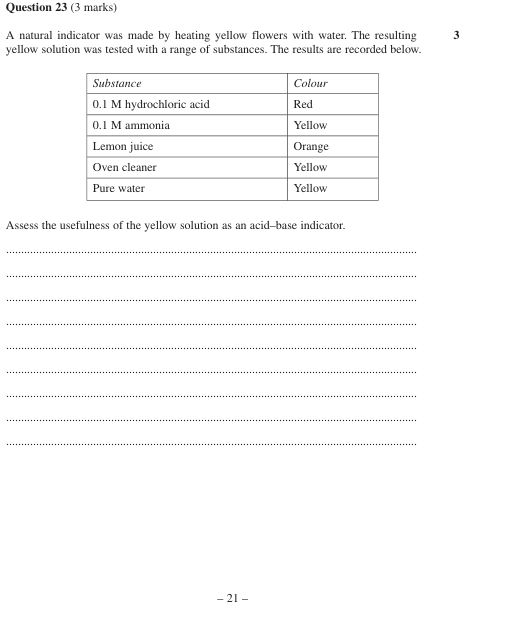 Question 23 (3 marks)
A natural indicator was made by heating yellow flowers with water. The resulting 3
yellow solution was tested with a range of substances. The results are recorded below.
Substance Colour
0.1 M hydrochloric acid Red
0.1 M ammonia Yellow
Lemon juice Orange
Oven cleaner Yellow
Pure water Yellow
Assess the usefulness of the yellow solution as an acid–base indicator.
– 21 –